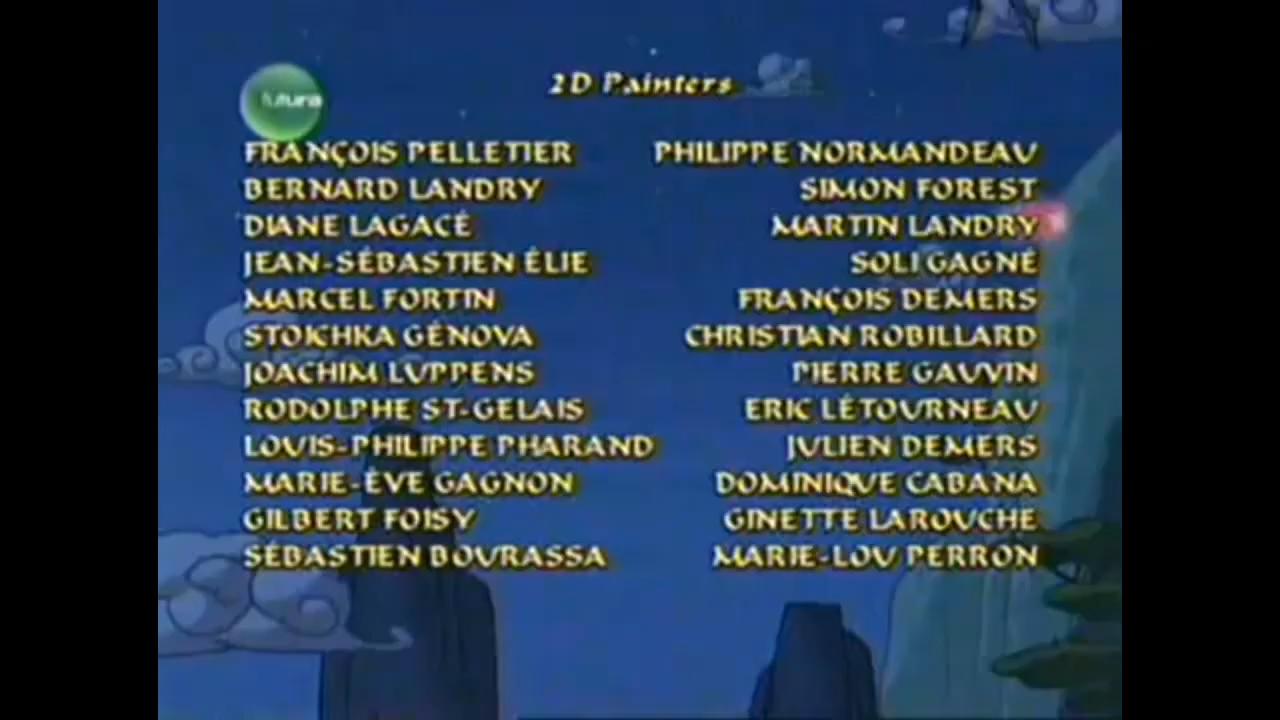 2D Painters
futura
FRANÇOIS PELLETIER PHILIPPE NORMANDEAU
BERNARD LANDRY SIMON FOREST
DIANE LAGACÉ MARTIN LANDRY
JEAN-SÉBASTIEN ÉLIE SOLI GAGNÉ
MARCEL FORTIN FRANÇOIS DEMERS
STOICHKA GÉNOVA CHRISTIAN ROBILLARD
JOACHIM LUPPENS PIERRE GAUVIN
RODOLPHE ST-GELAIS ERIC LÉTOURNEAU
LOUIS-PHILIPPE PHARAND JULIEN DEMERS
MARIE-ÈVE GAGNON DOMINIQUE CABANA
GILBERT FOISY GINETTE LAROUCHE
SÉBASTIEN BOURASSA MARIE-LOU PERRON